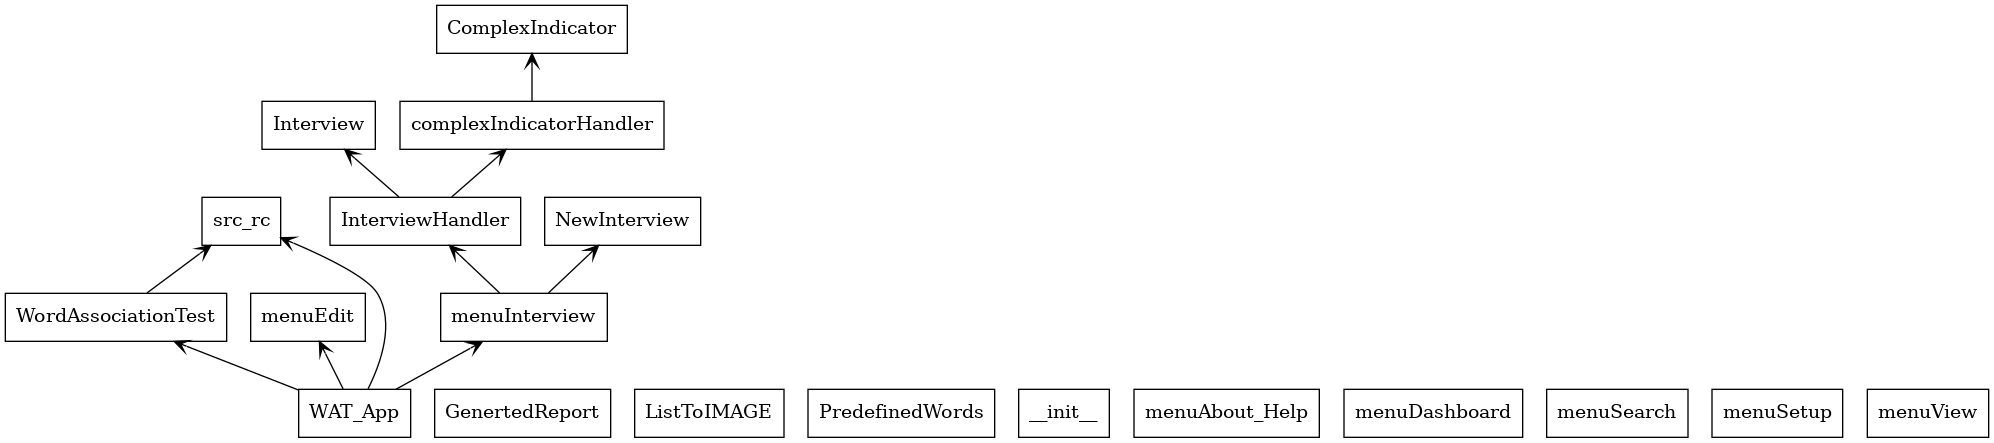 ComplexIndicator
Interview
complexIndicatorHandler
src_rc
InterviewHandler
NewInterview
WordAssociationTest
menuEdit
menuInterview
WAT_App
GenertedReport
ListToIMAGE
PredefinedWords
__init__
menuAbout_Help
menuDashboard
menuSearch
menuSetup
menuView